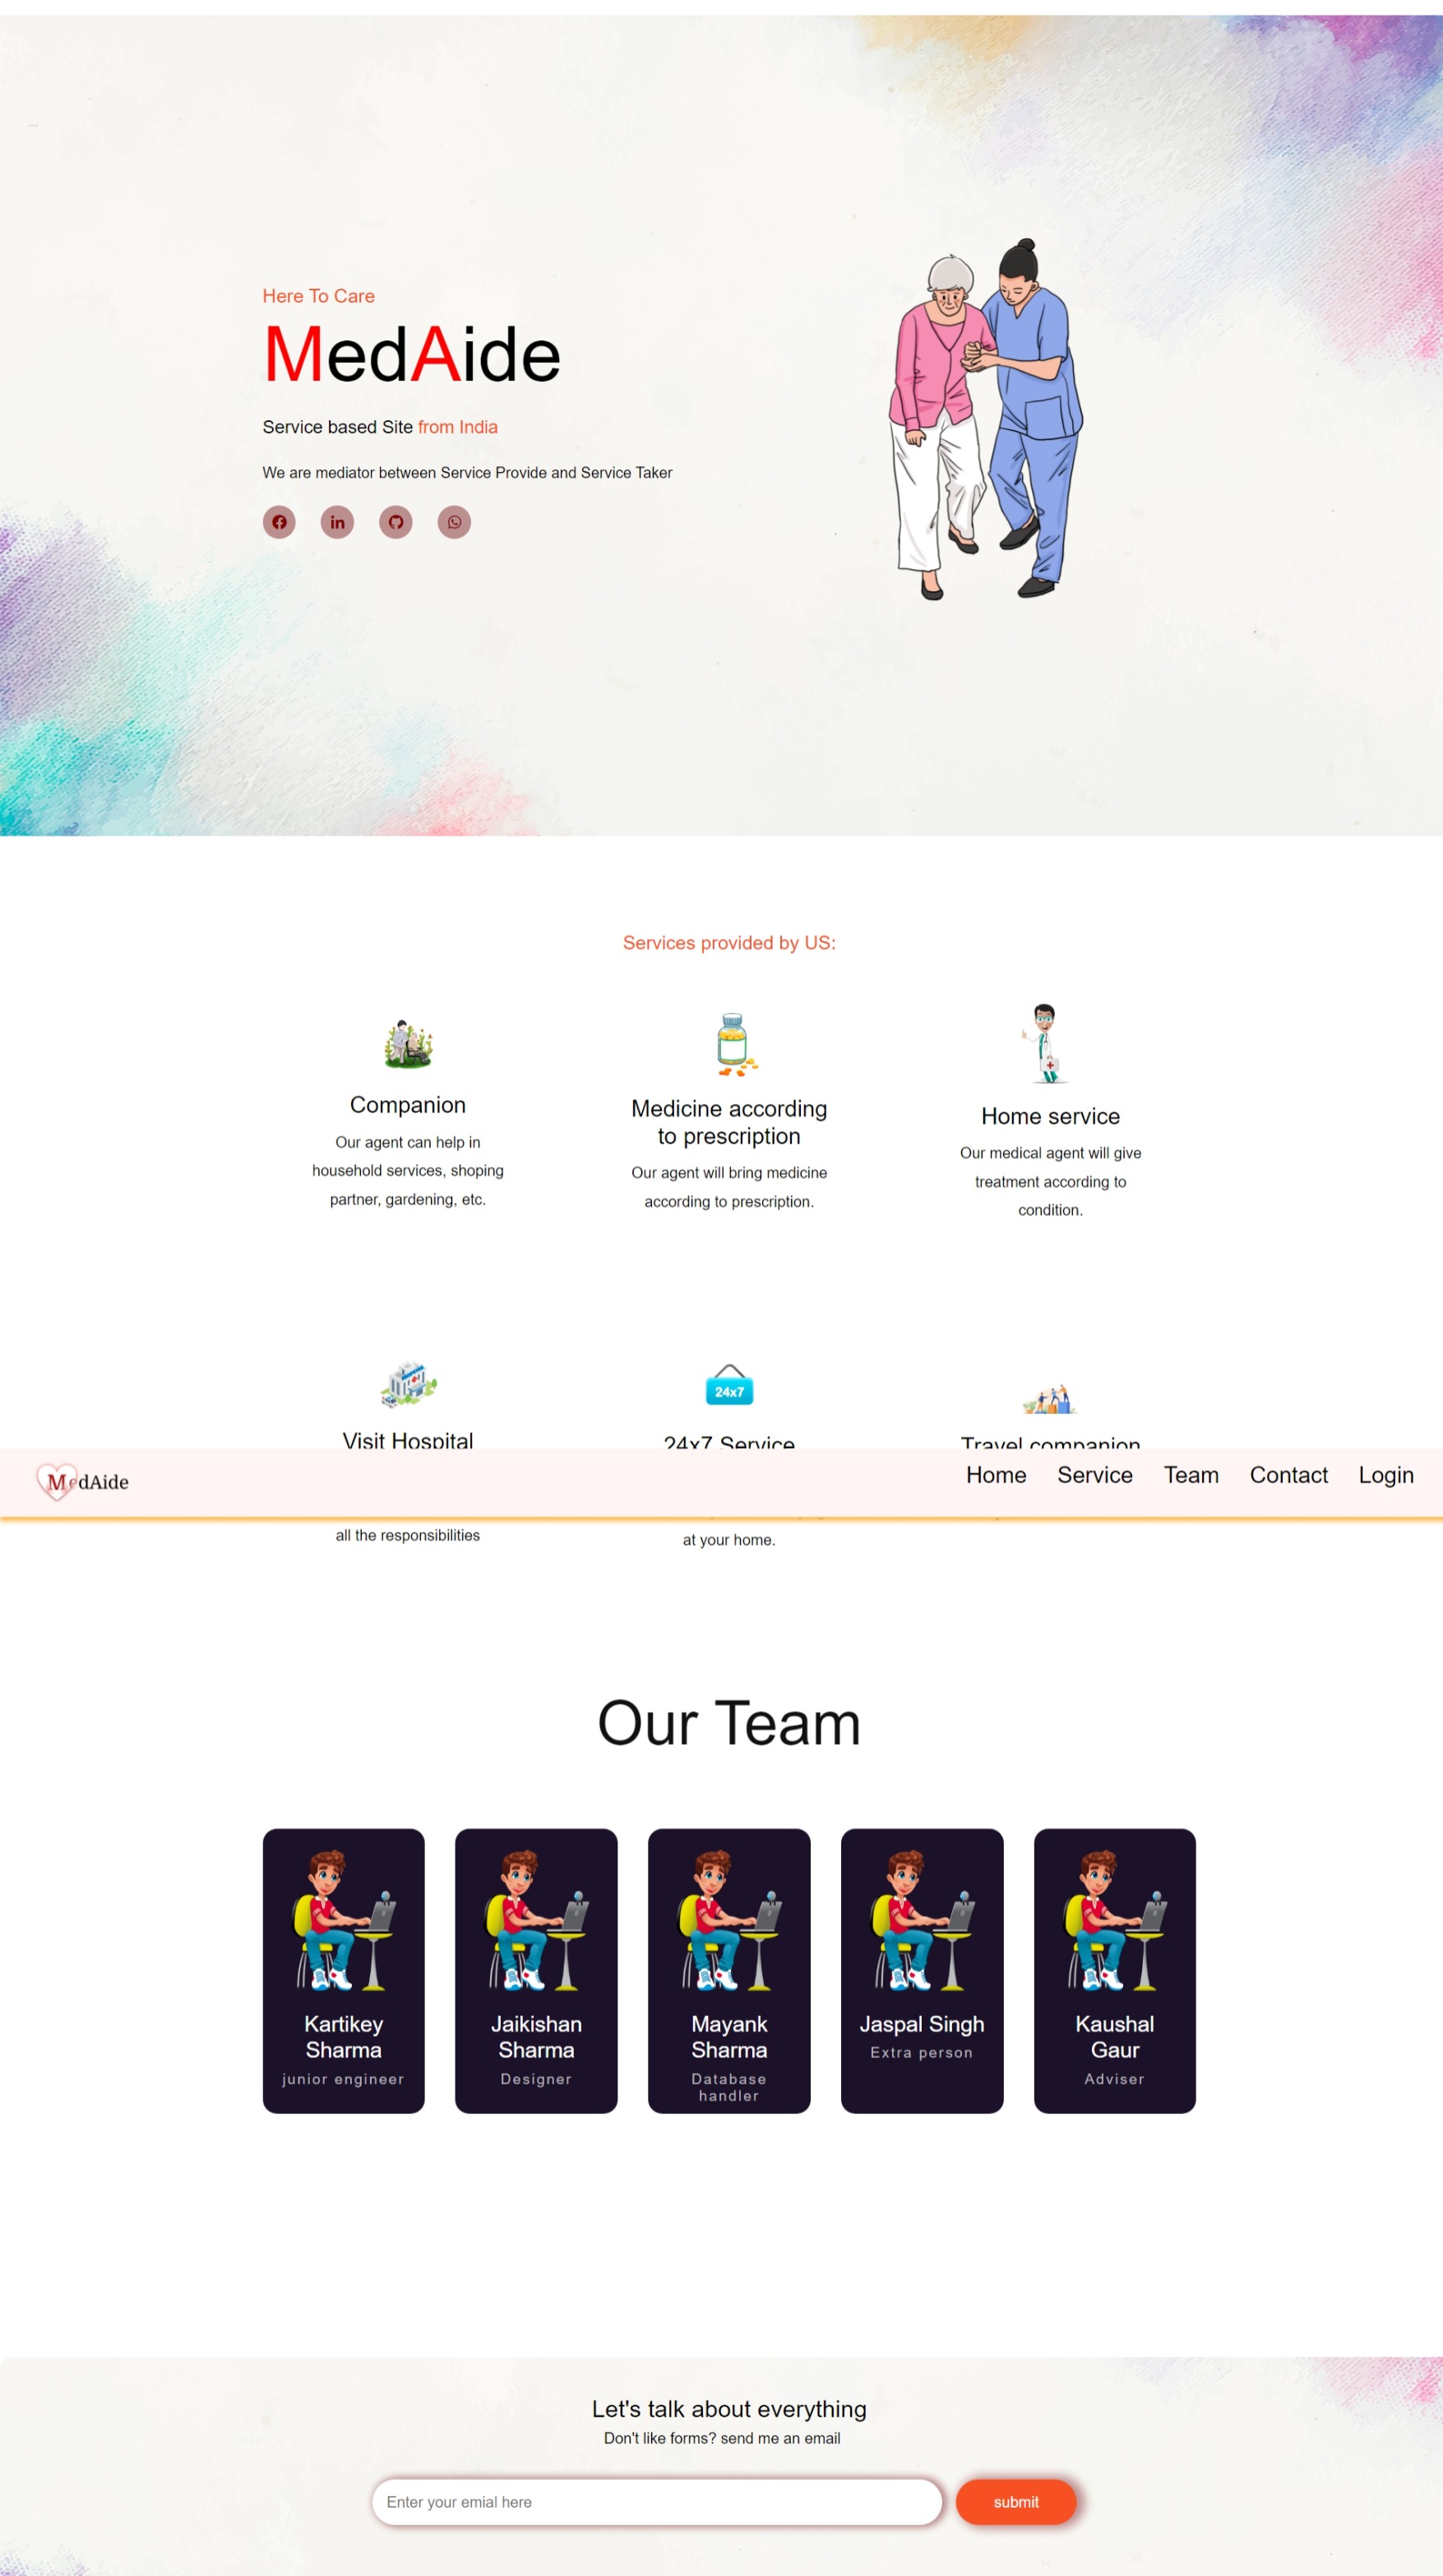 Here To Care
MedAide
Service based Site from India
We are mediator between Service Provide and Service Taker
Services provided by US:
Companion
Our agent can help in
household services, shoping
partner, gardening, etc.
Medicine according
to prescription
Our agent will bring medicine
according to prescription.
Home service
Our medical agent will give
treatment according to
condition.
24x7
Visit Hospital
24x7 Service
Travel companion
MedAide
Home Service Team Contact Login
all the responsibilities
at your home.
Our Team
Kartikey
Sharma
junior engineer
Jaikishan
Sharma
Designer
Mayank
Sharma
Database
handler
Jaspal Singh
Extra person
Kaushal
Gaur
Adviser
Let's talk about everything
Don't like forms? send me an email
Enter your emial here
submit